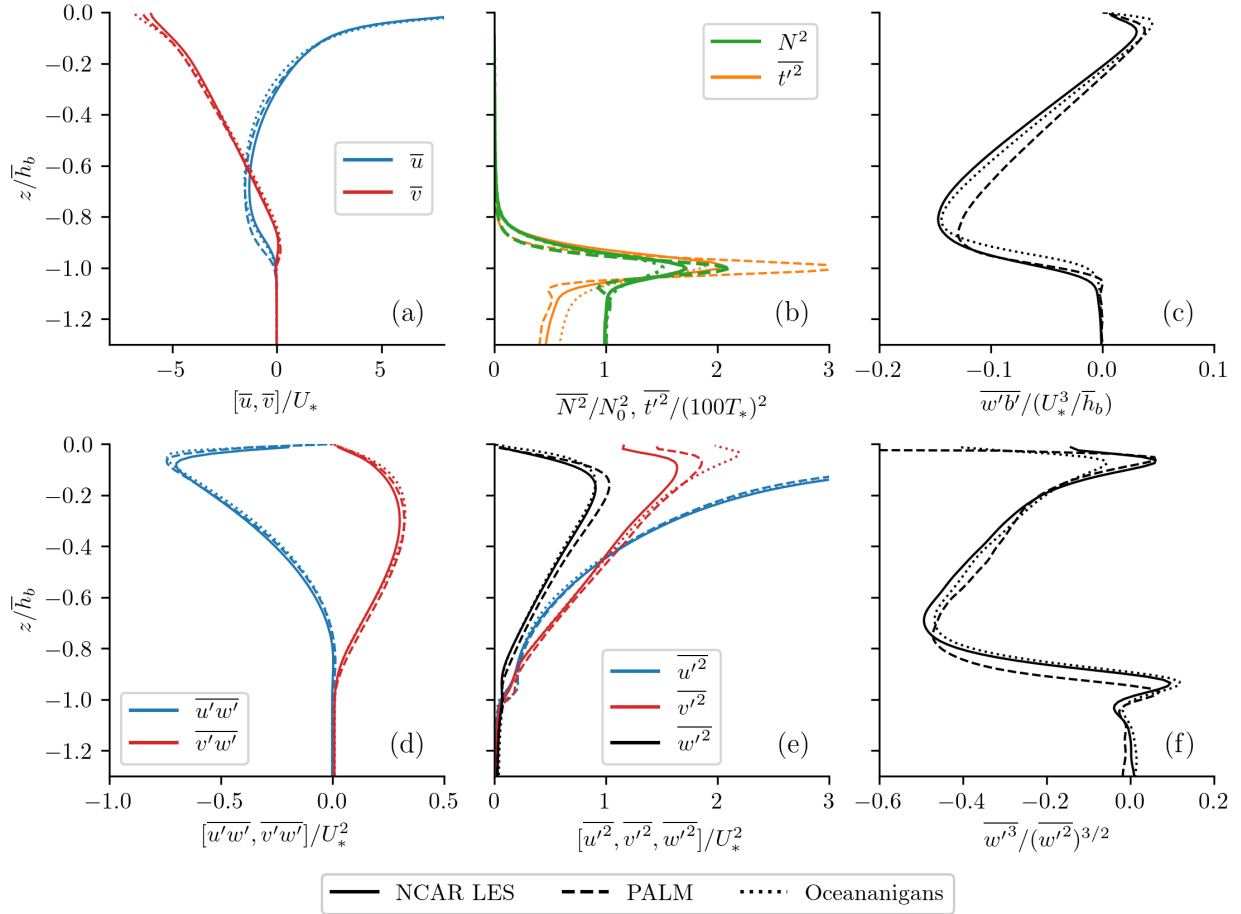 0.0
−0.2
−0.4
−0.6
−0.8
−1.0
−1.2
z/h̅_b
u̅
v̅
(a)
−5 0 5
[u̅, v̅]/U_*
N²
t′²̅
(b)
0 1 2 3
N²̅/N₀², t′²̅/(100T_*)²
(c)
−0.2 −0.1 0.0 0.1
w′b′̅/(U_*³/h̅_b)
0.0
−0.2
−0.4
−0.6
−0.8
−1.0
−1.2
z/h̅_b
u′w′̅
v′w′̅
(d)
−1.0 −0.5 0.0 0.5
[u′w′̅, v′w′̅]/U_*²
u′²̅
v′²̅
w′²̅
(e)
0 1 2 3
[u′²̅, v′²̅, w′²̅]/U_*²
(f)
−0.6 −0.4 −0.2 0.0 0.2
w′³̅/(w′²̅)^{3/2}
NCAR LES PALM Oceananigans